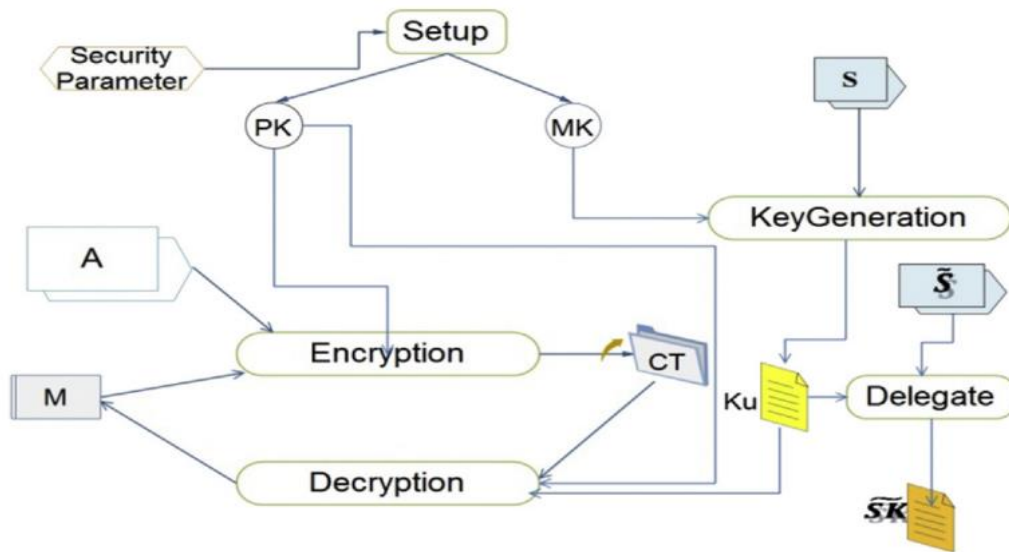 Setup
Security
Parameter
S
PK
MK
KeyGeneration
A
S̃
Encryption
CT
M
Ku
Delegate
Decryption
S̃K̃